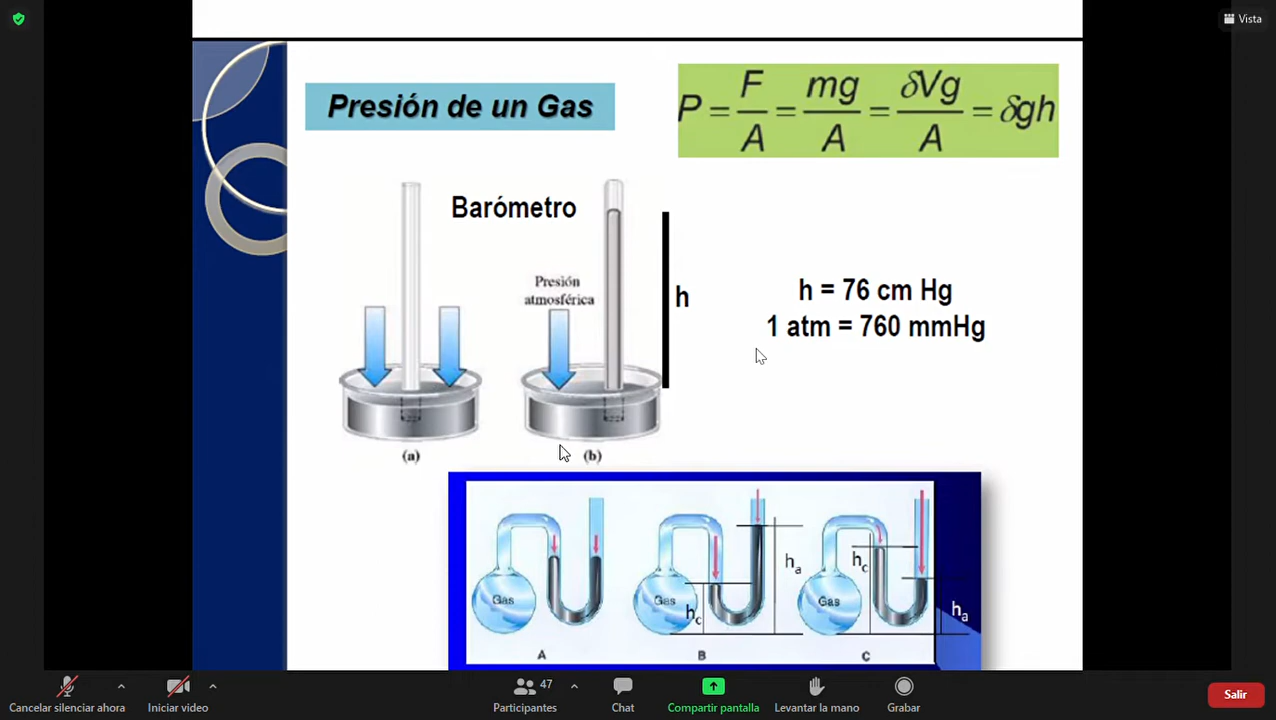 Vista
Presión de un Gas
P = F/A = mg/A = δVg/A = δgh
Barómetro
Presión
atmosférica
h
h = 76 cm Hg
1 atm = 760 mmHg
(a)
(b)
Gas
Gas
hc
ha
Gas
hc
ha
A
B
C
Cancelar silenciar ahora
Iniciar video
47
Participantes
Chat
Compartir pantalla
Levantar la mano
Grabar
Salir